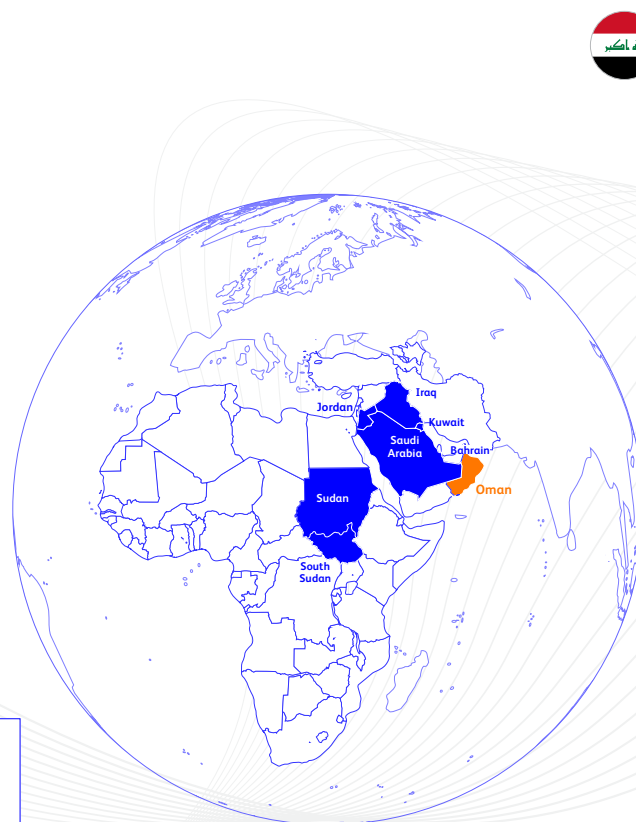 Iraq
Jordan
Kuwait
Saudi
Arabia
Bahrain
Oman
Sudan
South
Sudan